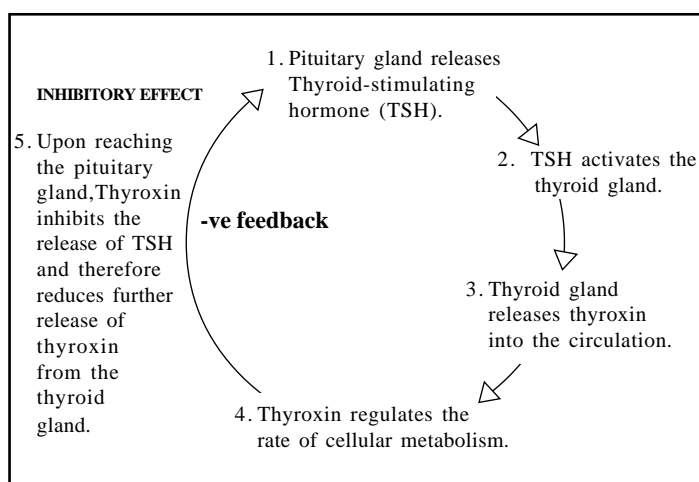 1. Pituitary gland releases
Thyroid-stimulating
hormone (TSH).
INHIBITORY EFFECT
2. TSH activates the
thyroid gland.
3. Thyroid gland
releases thyroxin
into the circulation.
4. Thyroxin regulates the
rate of cellular metabolism.
5. Upon reaching
the pituitary
gland,Thyroxin
inhibits the
release of TSH
and therefore
reduces further
release of
thyroxin
from the
thyroid
gland.
-ve feedback